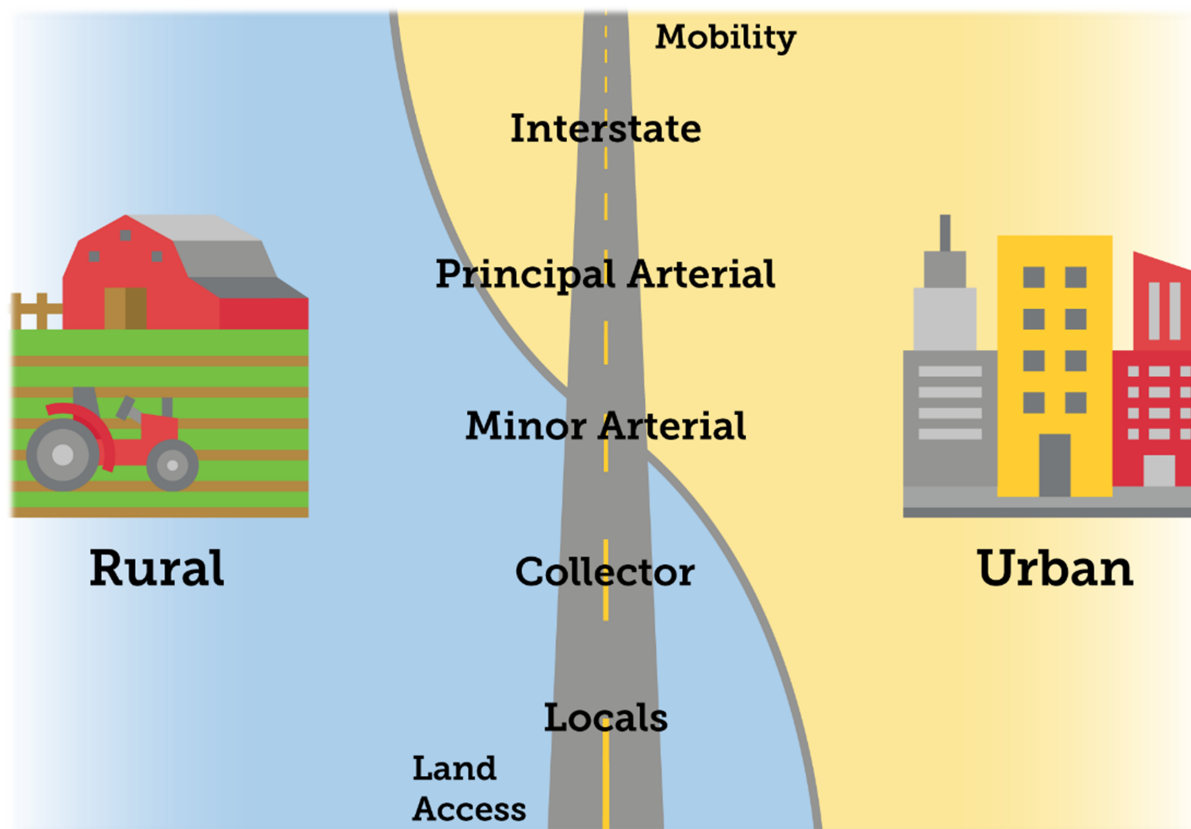 Mobility
Interstate
Principal Arterial
Minor Arterial
Rural
Collector
Urban
Locals
Land
Access